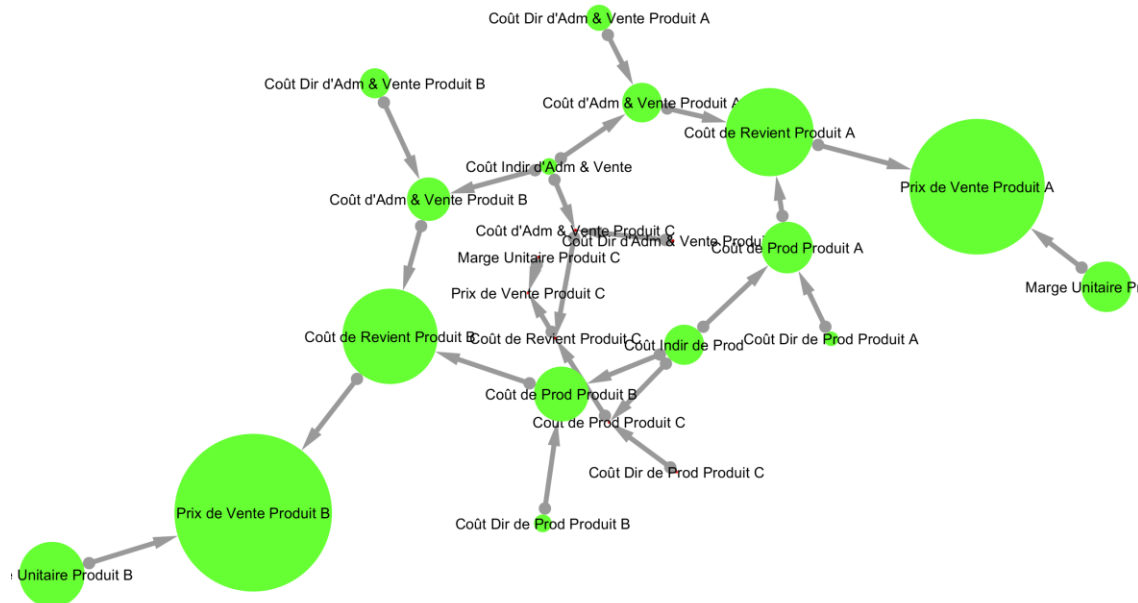 Coût Dir d'Adm & Vente Produit A
Coût Dir d'Adm & Vente Produit B
Coût d'Adm & Vente Produit A
Coût de Revient Produit A
Coût Indir d'Adm & Vente
Prix de Vente Produit A
Coût d'Adm & Vente Produit B
Coût d'Adm & Vente Produit C
Coût Dir d'Adm & Vente Produi
Coût de Prod Produit A
Marge Unitaire Produit C
Marge Unitaire Pr
Prix de Vente Produit C
Coût de Revient Produit B
Coût de Revient Produit C
Coût Indir de Prod
Coût Dir de Prod Produit A
Coût de Prod Produit B
Coût de Prod Produit C
Coût Dir de Prod Produit C
Prix de Vente Produit B
Coût Dir de Prod Produit B
Unitaire Produit B